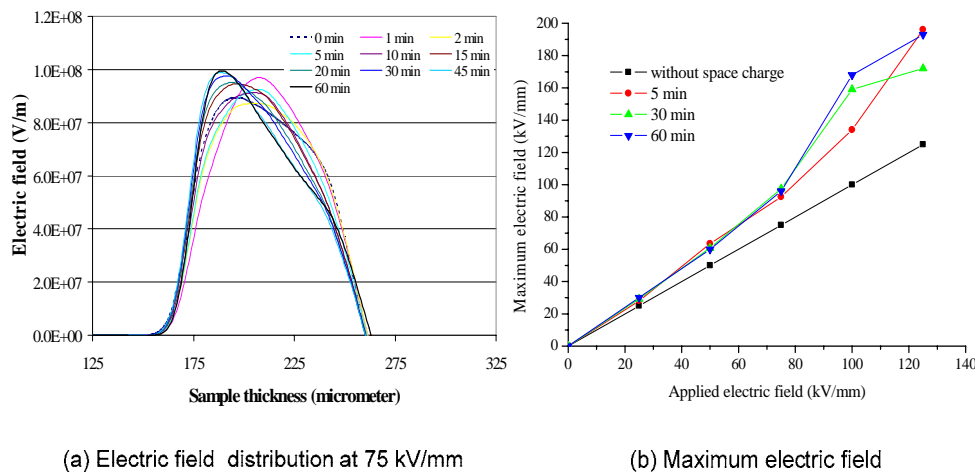 1.2E+08
1.0E+08
8.0E+07
6.0E+07
4.0E+07
2.0E+07
0.0E+00
Electric field (V/m)
0 min 1 min 2 min
5 min 10 min 15 min
20 min 30 min 45 min
60 min
125 175 225 275 325
Sample thickness (micrometer)
(a) Electric field distribution at 75 kV/mm
200
180
160
140
120
100
80
60
40
20
0
Maximum electric field (kV/mm)
without space charge
5 min
30 min
60 min
0 20 40 60 80 100 120 140
Applied electric field (kV/mm)
(b) Maximum electric field